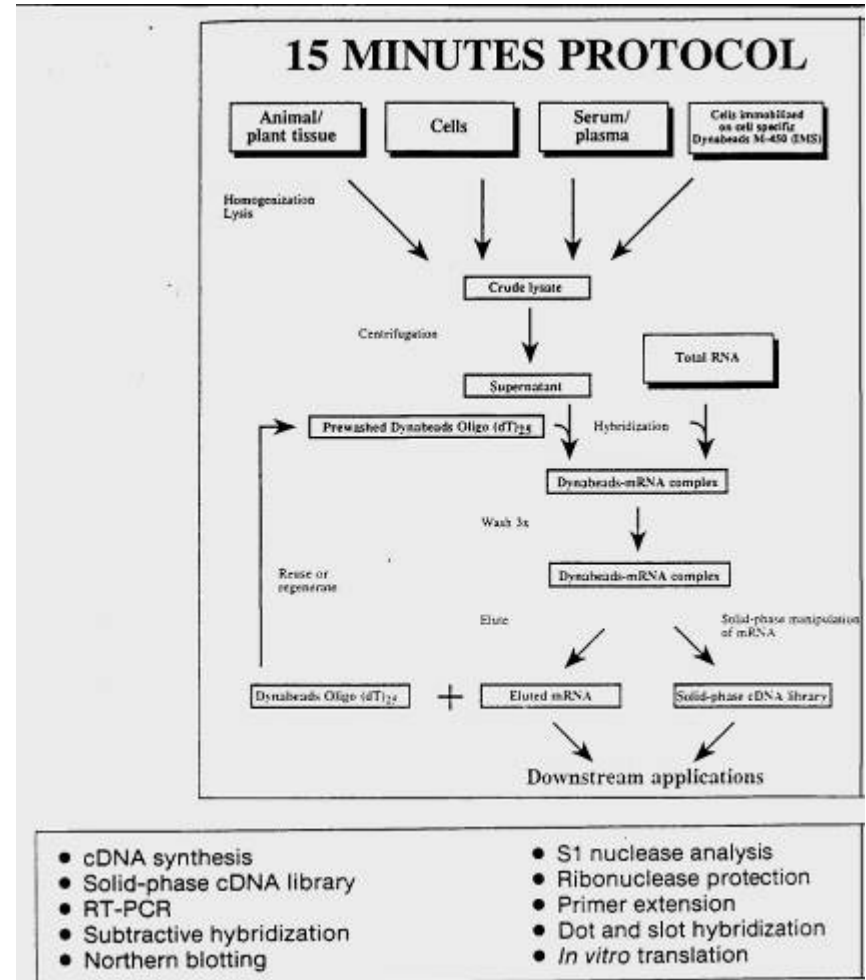 15 MINUTES PROTOCOL
Animal/
plant tissue
Cells
Serum/
plasma
Cells immobilized
on cell specific
Dynabeads M-450 (IMS)
Homogenization
Lysis
Crude lysate
Centrifugation
Total RNA
Supernatant
Prewashed Dynabeads Oligo (dT)25
Hybridization
Dynabeads-mRNA complex
Wash 3x
Dynabeads-mRNA complex
Reuse or
regenerate
Elute
Solid-phase manipulation
of mRNA
Dynabeads Oligo (dT)25
+
Eluted mRNA
Solid-phase cDNA library
Downstream applications
• cDNA synthesis
• Solid-phase cDNA library
• RT-PCR
• Subtractive hybridization
• Northern blotting
• S1 nuclease analysis
• Ribonuclease protection
• Primer extension
• Dot and slot hybridization
• In vitro translation